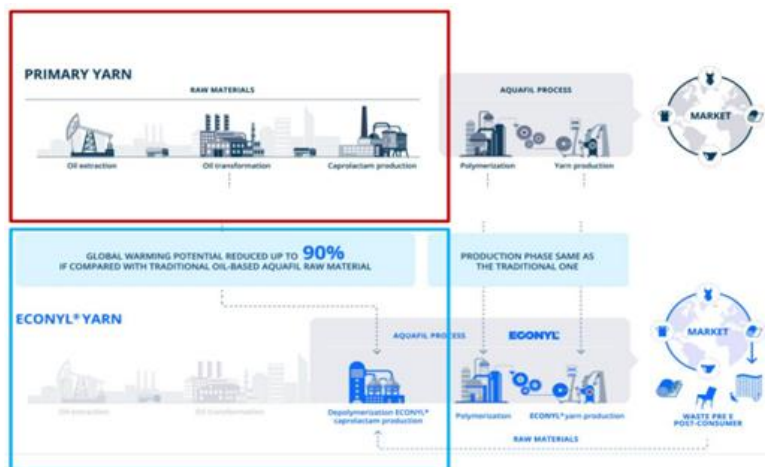 PRIMARY YARN
RAW MATERIALS
Oil extraction
Oil transformation
Caprolactam production
AQUAFIL PROCESS
Polymerization
Yarn production
MARKET
GLOBAL WARMING POTENTIAL REDUCED UP TO 90%
IF COMPARED WITH TRADITIONAL OIL-BASED AQUAFIL RAW MATERIAL
PRODUCTION PHASE SAME AS
THE TRADITIONAL ONE
ECONYL® YARN
AQUAFIL PROCESS
ECONYL®
Oil extraction
Oil transformation
Depolymerization ECONYL®
caprolactam production
Polymerization
ECONYL® yarn production
MARKET
WASTE PRE E
POST-CONSUMER
RAW MATERIALS